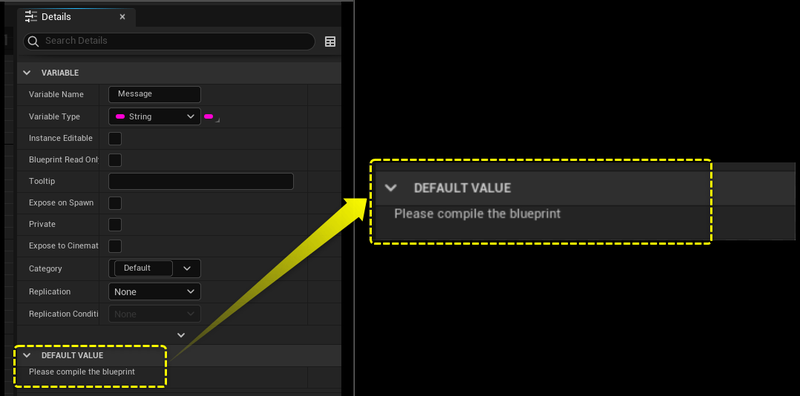 Details
Search Details
VARIABLE
Variable Name Message
Variable Type String
Instance Editable
Blueprint Read Onl
Tooltip
Expose on Spawn
Private
Expose to Cinemat
Category Default
Replication None
Replication Conditi None
DEFAULT VALUE
Please compile the blueprint
DEFAULT VALUE
Please compile the blueprint